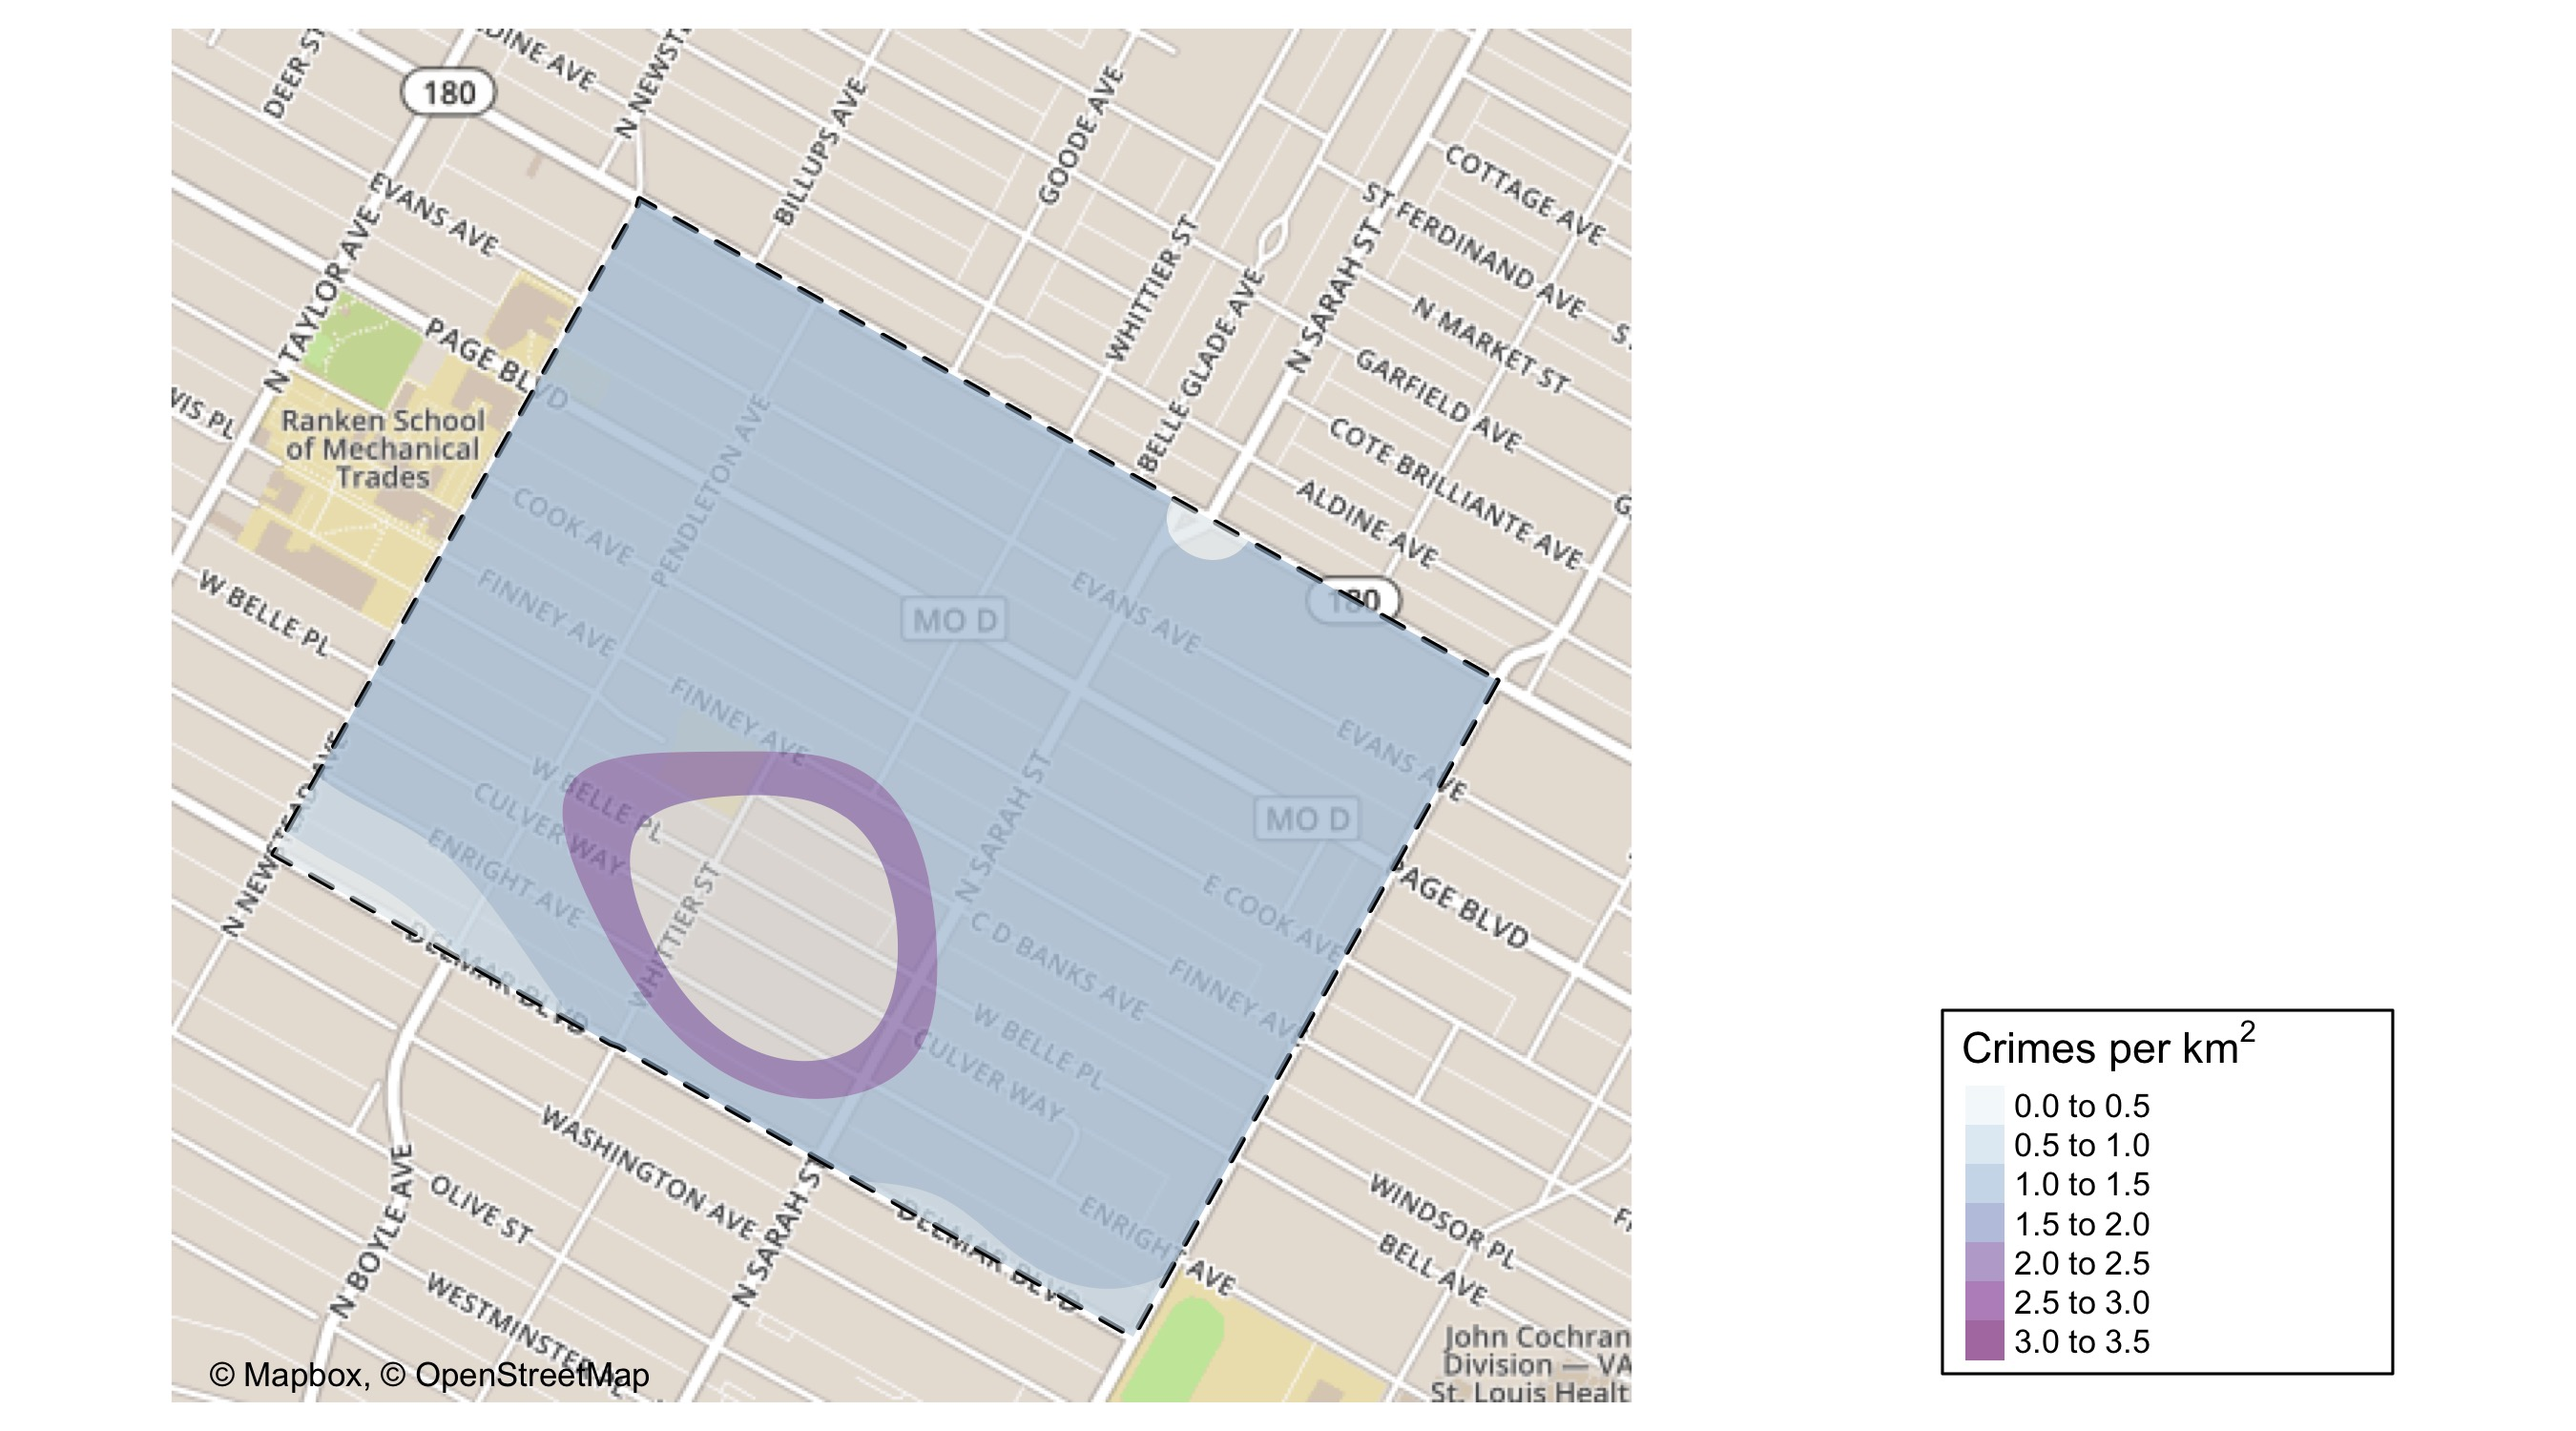 DEER ST
180
N NEWST
BILLUPS AVE
GOODE AVE
COTTAGE AVE
ST FERDINAND AVE
EVANS AVE
WHITTIER ST
BELLE GLADE AVE
N SARAH ST
N MARKET ST
N TAYLOR AVE
PAGE BLVD
GARFIELD AVE
Ranken School
of Mechanical
Trades
PENDLETON AVE
COTE BRILLIANTE AVE
COOK AVE
ALDINE AVE
FINNEY AVE
W BELLE PL
MO D
EVANS AVE
180
FINNEY AVE
EVANS AVE
W BELLE PL
CULVER WAY
N SARAH ST
MO D
ENRIGHT AVE
WHITTIER ST
E COOK AVE
PAGE BLVD
C D BANKS AVE
FINNEY AVE
DELMAR BLVD
W BELLE PL
CULVER WAY
WASHINGTON AVE
N BOYLE AVE
OLIVE ST
N SARAH ST
DELMAR BLVD
ENRIGHT AVE
WINDSOR PL
BELL AVE
WESTMINSTER PL
John Cochran
Division — VA
St. Louis Healt
© Mapbox, © OpenStreetMap
Crimes per km²
0.0 to 0.5
0.5 to 1.0
1.0 to 1.5
1.5 to 2.0
2.0 to 2.5
2.5 to 3.0
3.0 to 3.5